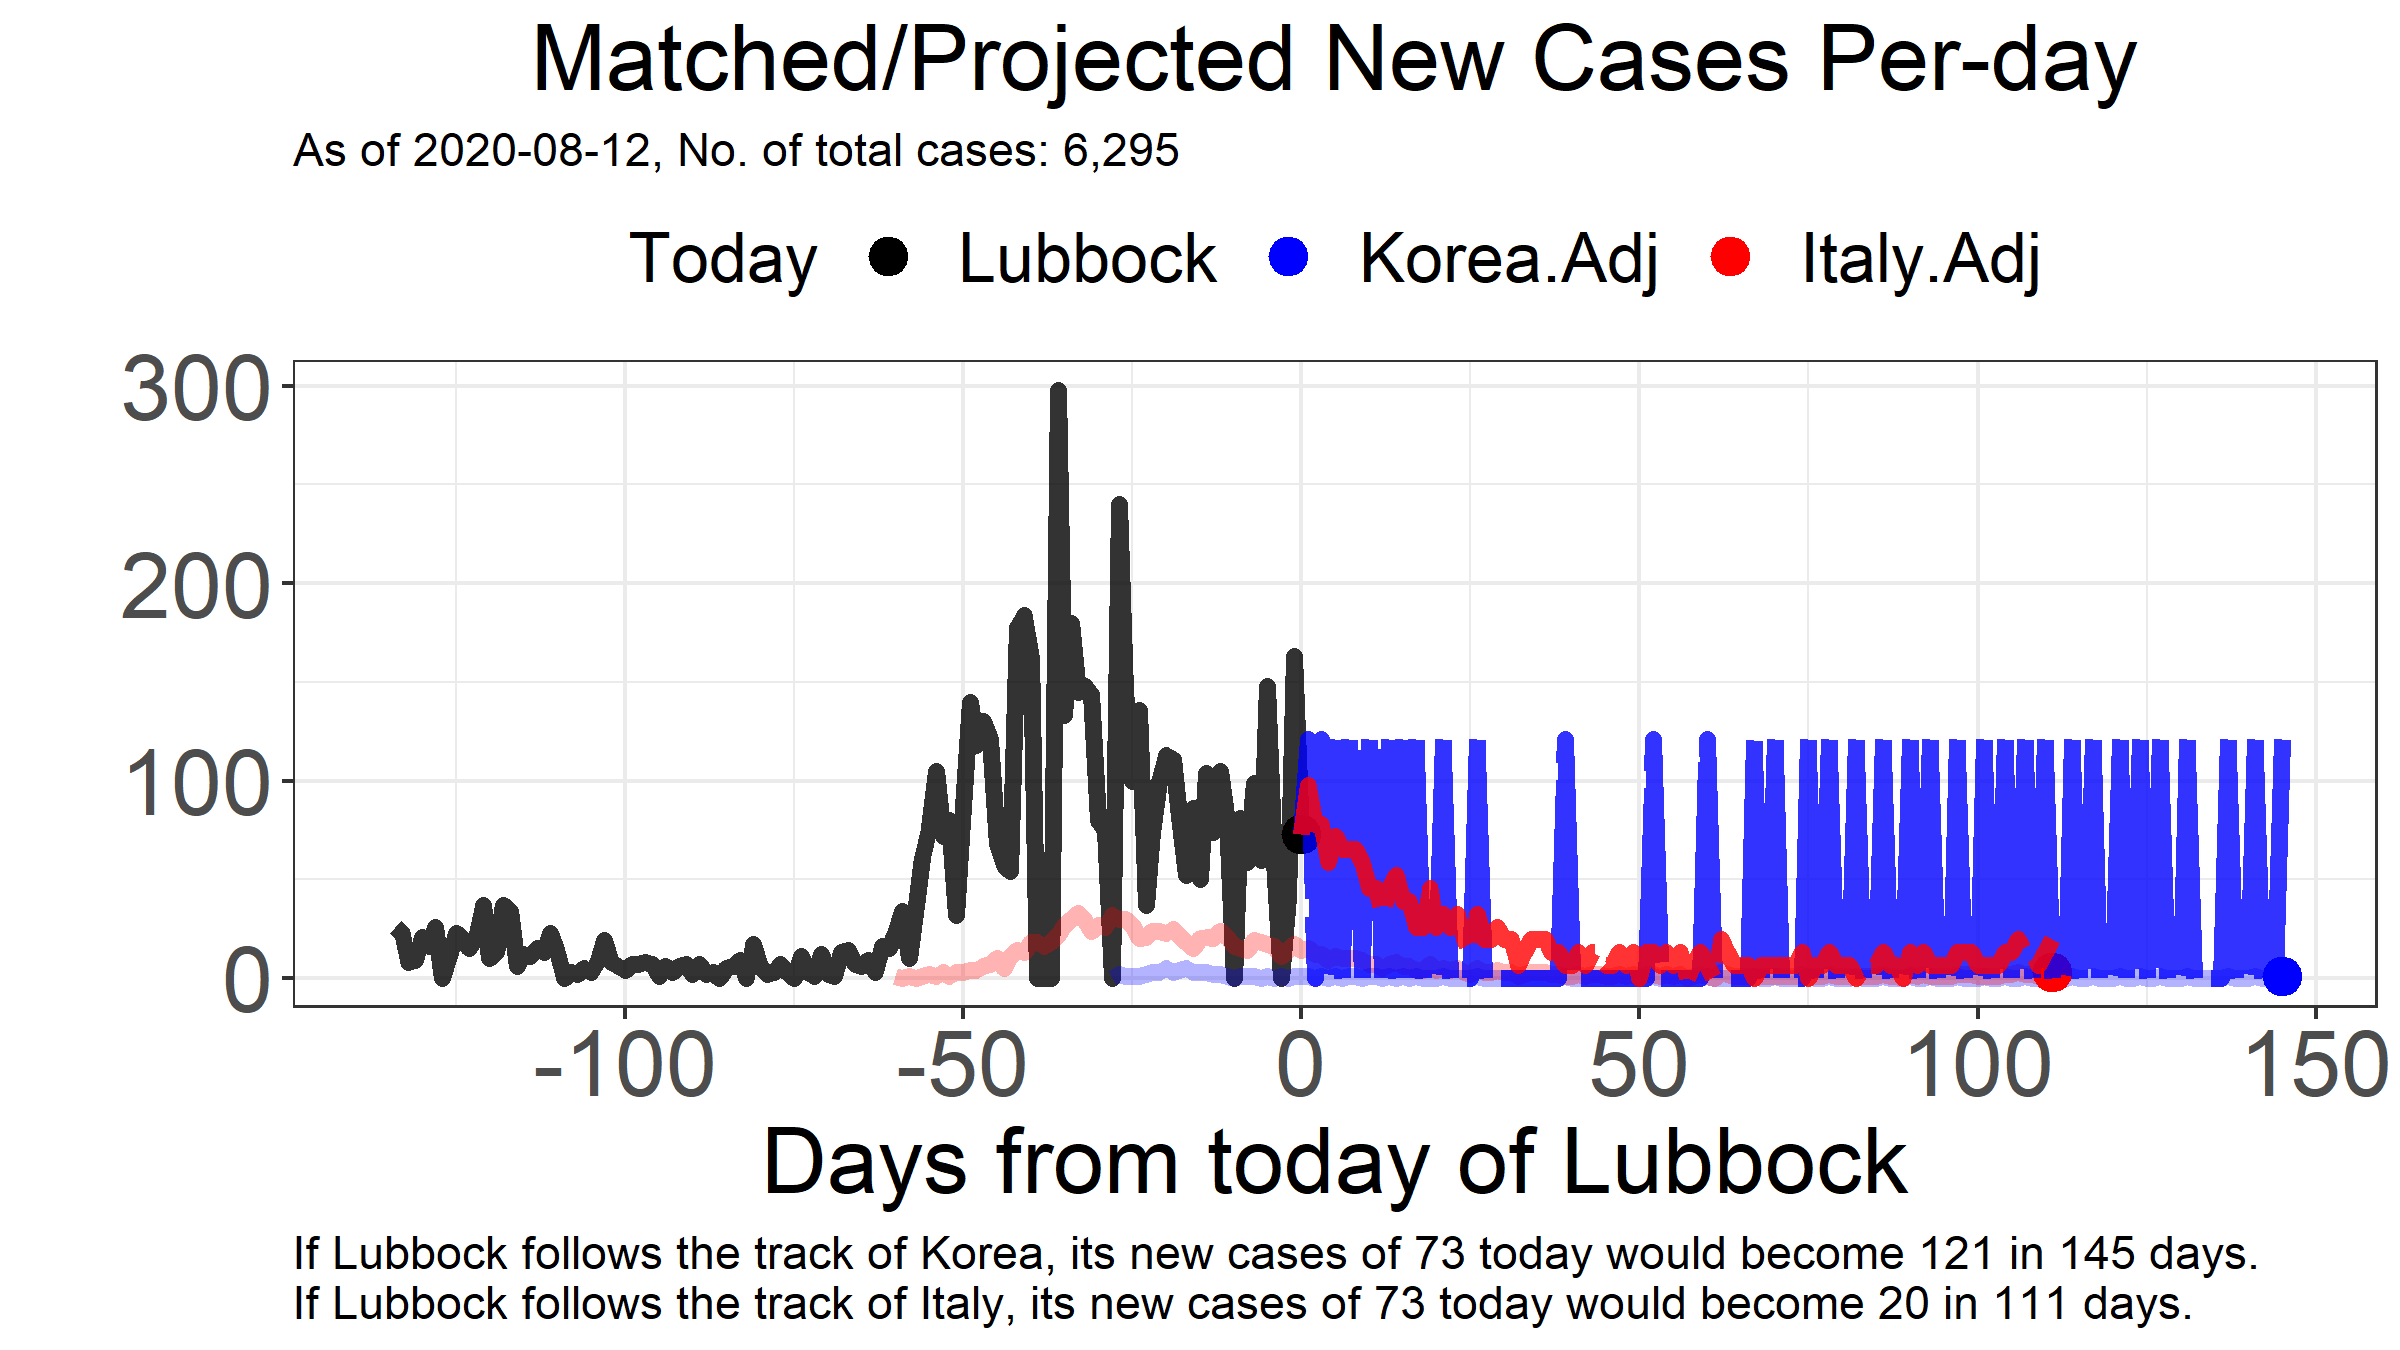 Matched/Projected New Cases Per-day
As of 2020-08-12, No. of total cases: 6,295
Today Lubbock Korea.Adj Italy.Adj
300
200
100
0
-100 -50 0 50 100 150
Days from today of Lubbock
If Lubbock follows the track of Korea, its new cases of 73 today would become 121 in 145 days.
If Lubbock follows the track of Italy, its new cases of 73 today would become 20 in 111 days.